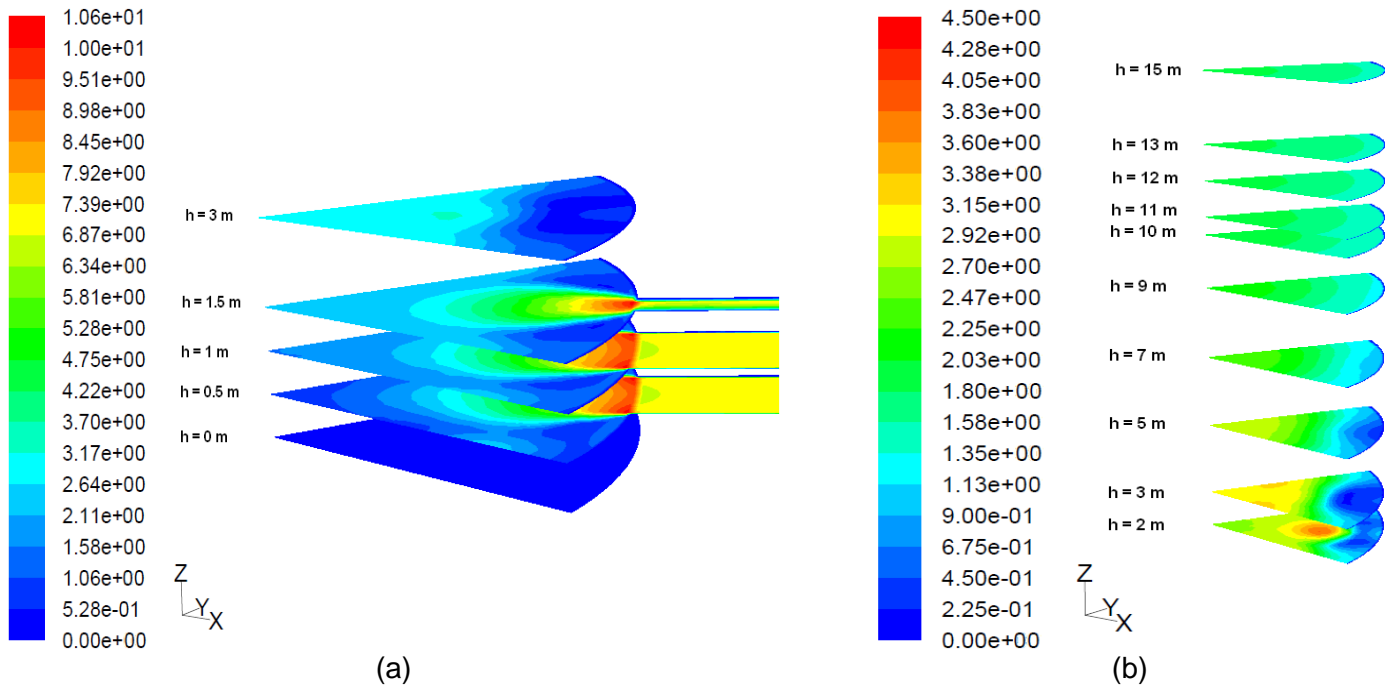 1.06e+01
1.00e+01
9.51e+00
8.98e+00
8.45e+00
7.92e+00
7.39e+00
6.87e+00
6.34e+00
5.81e+00
5.28e+00
4.75e+00
4.22e+00
3.70e+00
3.17e+00
2.64e+00
2.11e+00
1.58e+00
1.06e+00
5.28e-01
0.00e+00
h = 3 m
h = 1.5 m
h = 1 m
h = 0.5 m
h = 0 m
Z
Y
X
(a)
4.50e+00
4.28e+00
4.05e+00
3.83e+00
3.60e+00
3.38e+00
3.15e+00
2.92e+00
2.70e+00
2.47e+00
2.25e+00
2.03e+00
1.80e+00
1.58e+00
1.35e+00
1.13e+00
9.00e-01
6.75e-01
4.50e-01
2.25e-01
0.00e+00
h = 15 m
h = 13 m
h = 12 m
h = 11 m
h = 10 m
h = 9 m
h = 7 m
h = 5 m
h = 3 m
h = 2 m
Z
Y
X
(b)